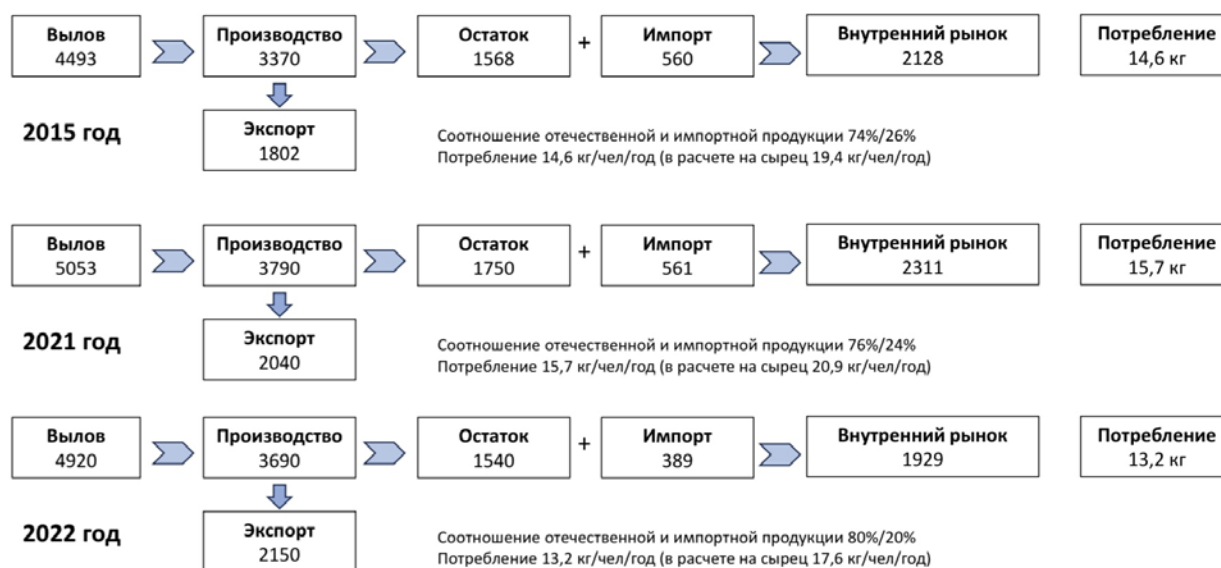 Вылов
4493
Производство
3370
Остаток
1568
+
Импорт
560
Внутренний рынок
2128
Потребление
14,6 кг
2015 год
Экспорт
1802
Соотношение отечественной и импортной продукции 74%/26%
Потребление 14,6 кг/чел/год (в расчете на сырец 19,4 кг/чел/год)
Вылов
5053
Производство
3790
Остаток
1750
+
Импорт
561
Внутренний рынок
2311
Потребление
15,7 кг
2021 год
Экспорт
2040
Соотношение отечественной и импортной продукции 76%/24%
Потребление 15,7 кг/чел/год (в расчете на сырец 20,9 кг/чел/год)
Вылов
4920
Производство
3690
Остаток
1540
+
Импорт
389
Внутренний рынок
1929
Потребление
13,2 кг
2022 год
Экспорт
2150
Соотношение отечественной и импортной продукции 80%/20%
Потребление 13,2 кг/чел/год (в расчете на сырец 17,6 кг/чел/год)